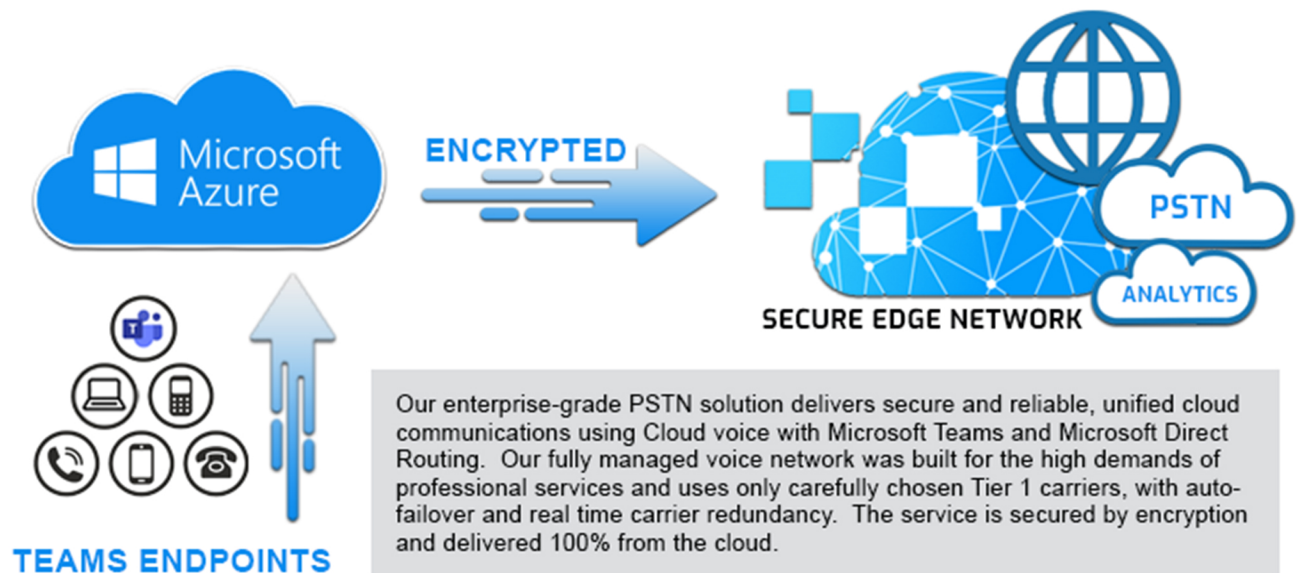 Microsoft
Azure
ENCRYPTED
PSTN
ANALYTICS
SECURE EDGE NETWORK
T
TEAMS ENDPOINTS
Our enterprise-grade PSTN solution delivers secure and reliable, unified cloud
communications using Cloud voice with Microsoft Teams and Microsoft Direct
Routing.  Our fully managed voice network was built for the high demands of
professional services and uses only carefully chosen Tier 1 carriers, with auto-
failover and real time carrier redundancy.  The service is secured by encryption
and delivered 100% from the cloud.